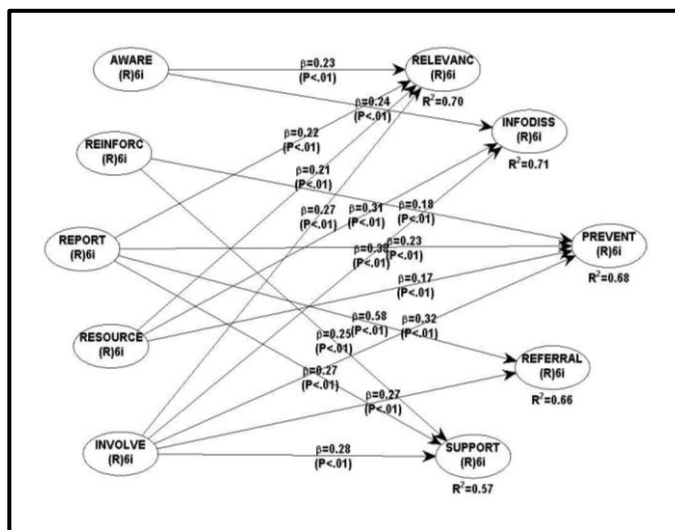 AWARE
(R)6i
β=0.23
(P<.01)
RELEVANC
(R)6i
R²=0.70
β=0.24
(P<.01)
INFODISS
(R)6i
R²=0.71
REINFORC
(R)6i
β=0.22
(P<.01)
β=0.21
(P<.01)
β=0.27
(P<.01)
β=0.31
(P<.01)
β=0.18
(P<.01)
REPORT
(R)6i
β=0.38
(P<.01)
β=0.23
(P<.01)
PREVENT
(R)6i
R²=0.68
β=0.17
(P<.01)
RESOURCE
(R)6i
β=0.58
(P<.01)
β=0.32
(P<.01)
β=0.25
(P<.01)
β=0.27
(P<.01)
β=0.27
(P<.01)
REFERRAL
(R)6i
R²=0.66
INVOLVE
(R)6i
β=0.28
(P<.01)
SUPPORT
(R)6i
R²=0.57